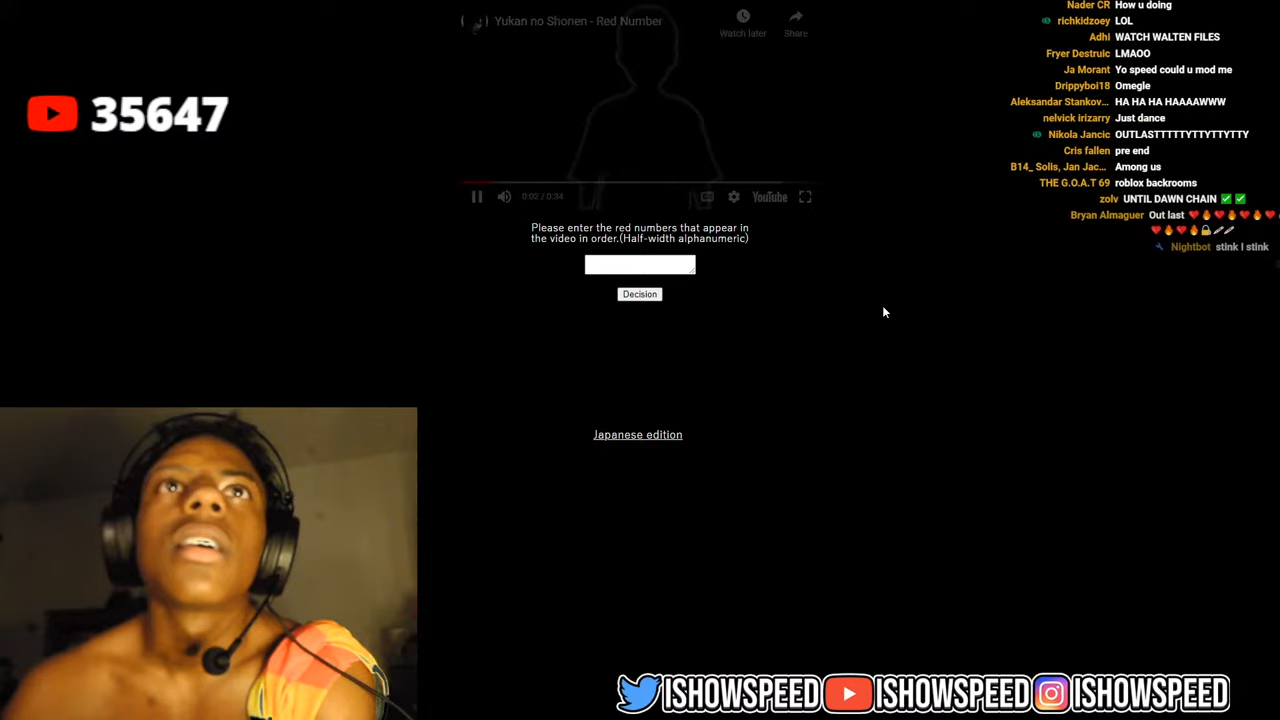 Yukan no Shonen - Red Number
Watch later
Share
35647
0:02 / 0:34
YouTube
Please enter the red numbers that appear in
the video in order.(Half-width alphanumeric)
Decision
Japanese edition
Nader CR How u doing
richkidzoey LOL
Adhi WATCH WALTEN FILES
Fryer Destruic LMAOO
Ja Morant Yo speed could u mod me
Drippyboi18 Omegle
Aleksandar Stankov... HA HA HA HAAAAWWW
nelvick irizarry Just dance
Nikola Jancic OUTLASTTTTTYTTYTTYTTY
Cris fallen pre end
B14_ Solis, Jan Jac... Among us
THE G.O.A.T 69 roblox backrooms
zolv UNTIL DAWN CHAIN ✅ ✅
Bryan Almaguer Out last ❤️🔥❤️🔥❤️🔥❤️
❤️🔥❤️🔥🔒🖊🖊
Nightbot stink I stink
ISHOWSPEED ISHOWSPEED ISHOWSPEED